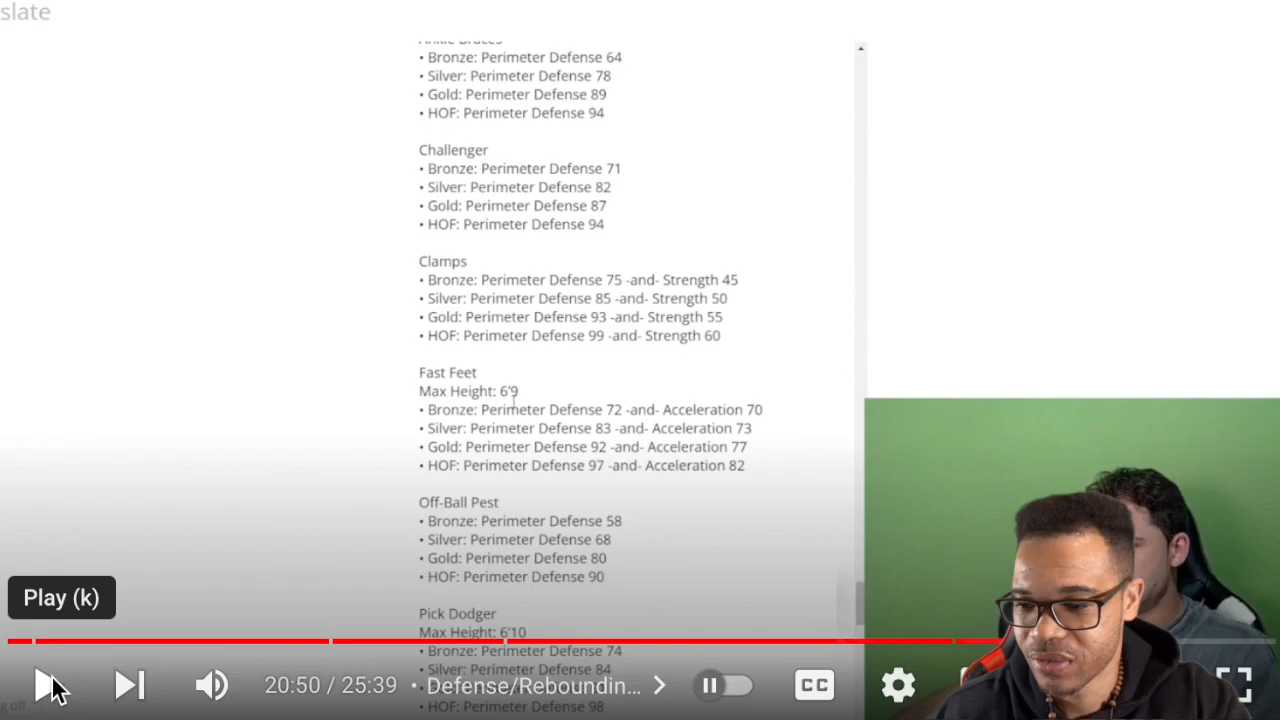 slate
Ankle Braces
• Bronze: Perimeter Defense 64
• Silver: Perimeter Defense 78
• Gold: Perimeter Defense 89
• HOF: Perimeter Defense 94
Challenger
• Bronze: Perimeter Defense 71
• Silver: Perimeter Defense 82
• Gold: Perimeter Defense 87
• HOF: Perimeter Defense 94
Clamps
• Bronze: Perimeter Defense 75 -and- Strength 45
• Silver: Perimeter Defense 85 -and- Strength 50
• Gold: Perimeter Defense 93 -and- Strength 55
• HOF: Perimeter Defense 99 -and- Strength 60
Fast Feet
Max Height: 6'9
• Bronze: Perimeter Defense 72 -and- Acceleration 70
• Silver: Perimeter Defense 83 -and- Acceleration 73
• Gold: Perimeter Defense 92 -and- Acceleration 77
• HOF: Perimeter Defense 97 -and- Acceleration 82
Off-Ball Pest
• Bronze: Perimeter Defense 58
• Silver: Perimeter Defense 68
• Gold: Perimeter Defense 80
• HOF: Perimeter Defense 90
Pick Dodger
Max Height: 6'10
• Bronze: Perimeter Defense 74
• Silver: Perimeter Defense 84
• HOF: Perimeter Defense 98
Play (k)
20:50 / 25:39 • Defense/Reboundin...
CC
g off